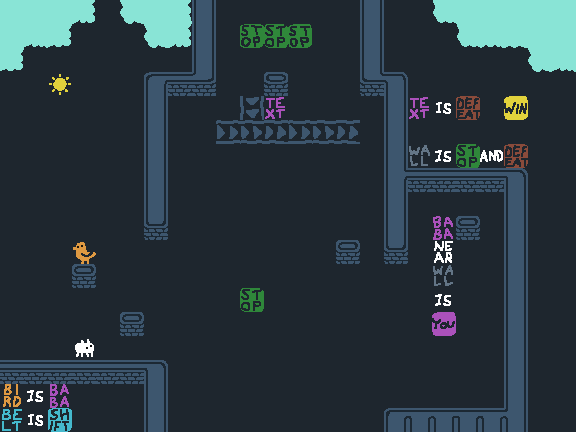 STOP STOP STOP
TEXT
TEXT IS DEFEAT WIN
WALL IS STOP AND DEFEAT
BABA
NEAR
WALL
IS
YOU
STOP
BIRD IS BABA
BELT IS SHIFT